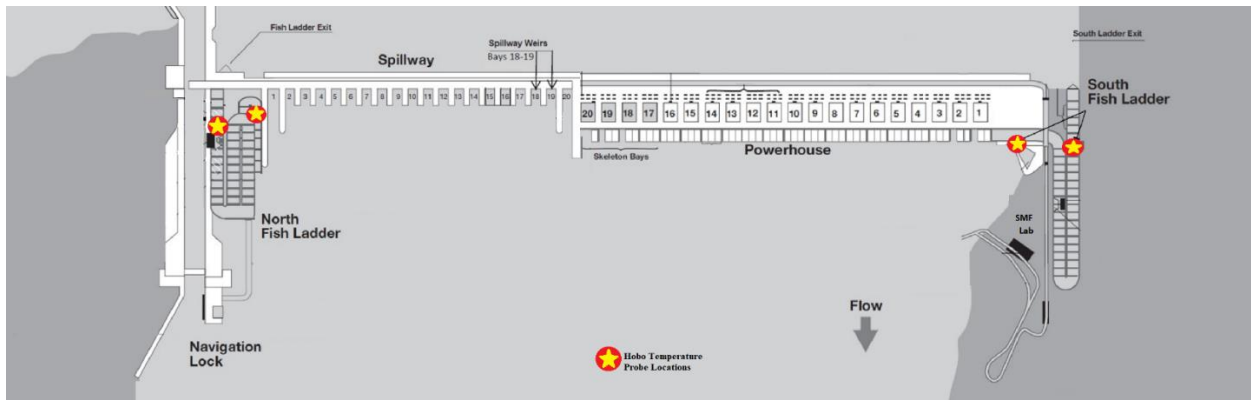 Fish Ladder Exit
South Ladder Exit
Spillway Weirs
Bays 18-19
Spillway
South
Fish Ladder
1 2 3 4 5 6 7 8 9 10 11 12 13 14 15 16 17 18 19 20
20 19 18 17 16 15 14 13 12 11 10 9 8 7 6 5 4 3 2 1
Skeleton Bays
Powerhouse
North
Fish Ladder
SMF
Lab
Flow
Navigation
Lock
Hobo Temperature
Probe Locations